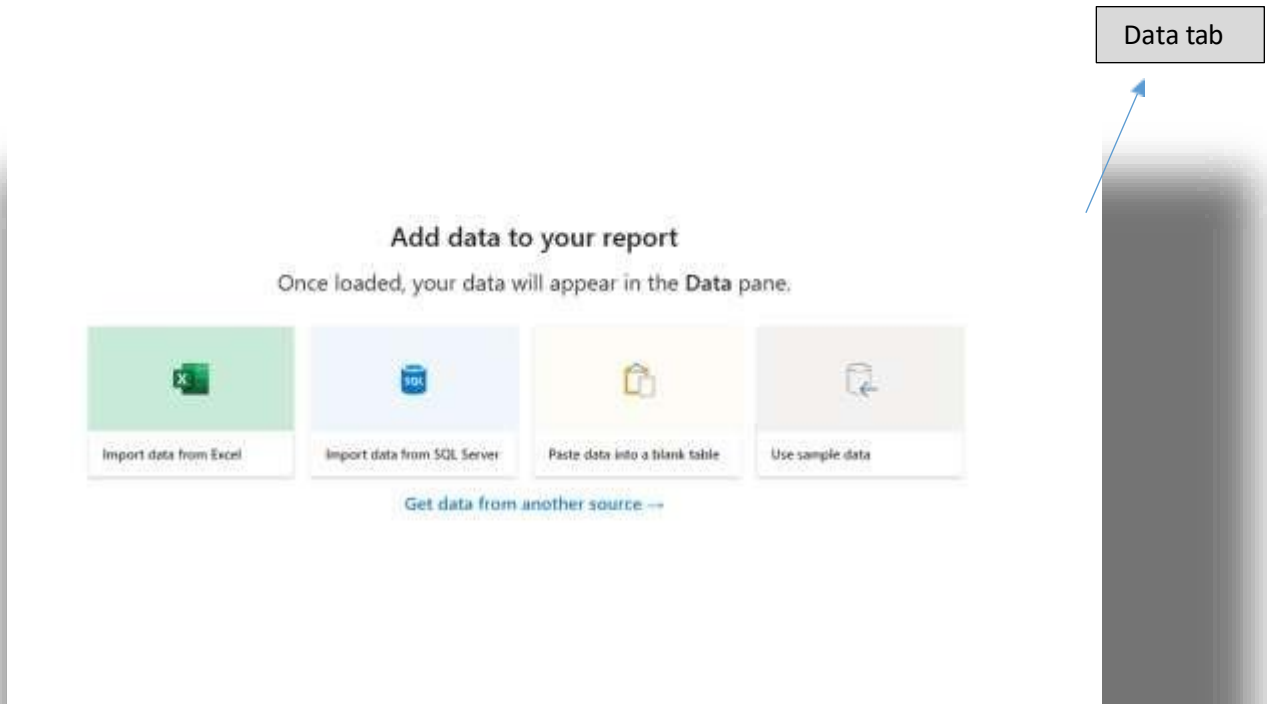 Data tab
Add data to your report
Once loaded, your data will appear in the Data pane.
SQL
Import data from Excel
Import data from SQL Server
Paste data into a blank table
Use sample data
Get data from another source →